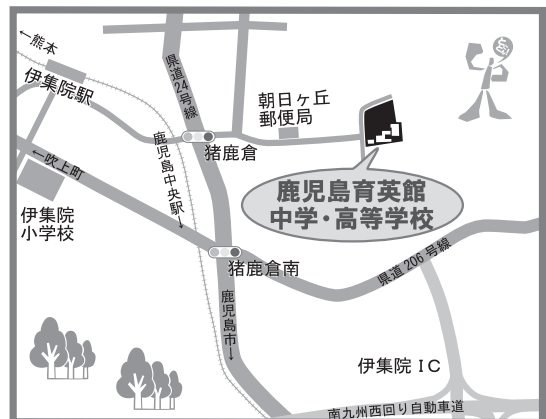 ←熊本
伊集院駅
県道24号線
朝日ヶ丘
郵便局
猪鹿倉
←吹上町
鹿児島中央駅→
鹿児島育英館
中学・高等学校
伊集院
小学校
猪鹿倉南
県道206号線
鹿児島市→
伊集院 IC
南九州西回り自動車道